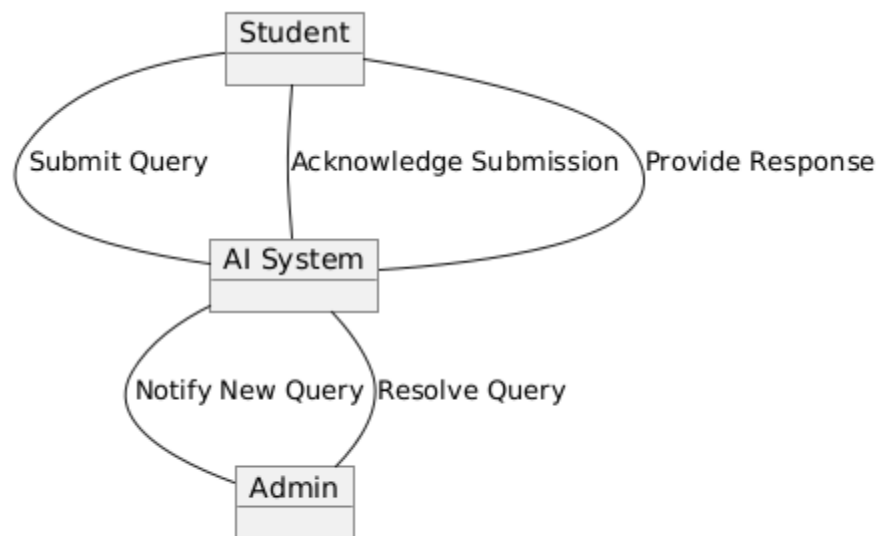 Student
Submit Query
Acknowledge Submission
Provide Response
AI System
Notify New Query
Resolve Query
Admin